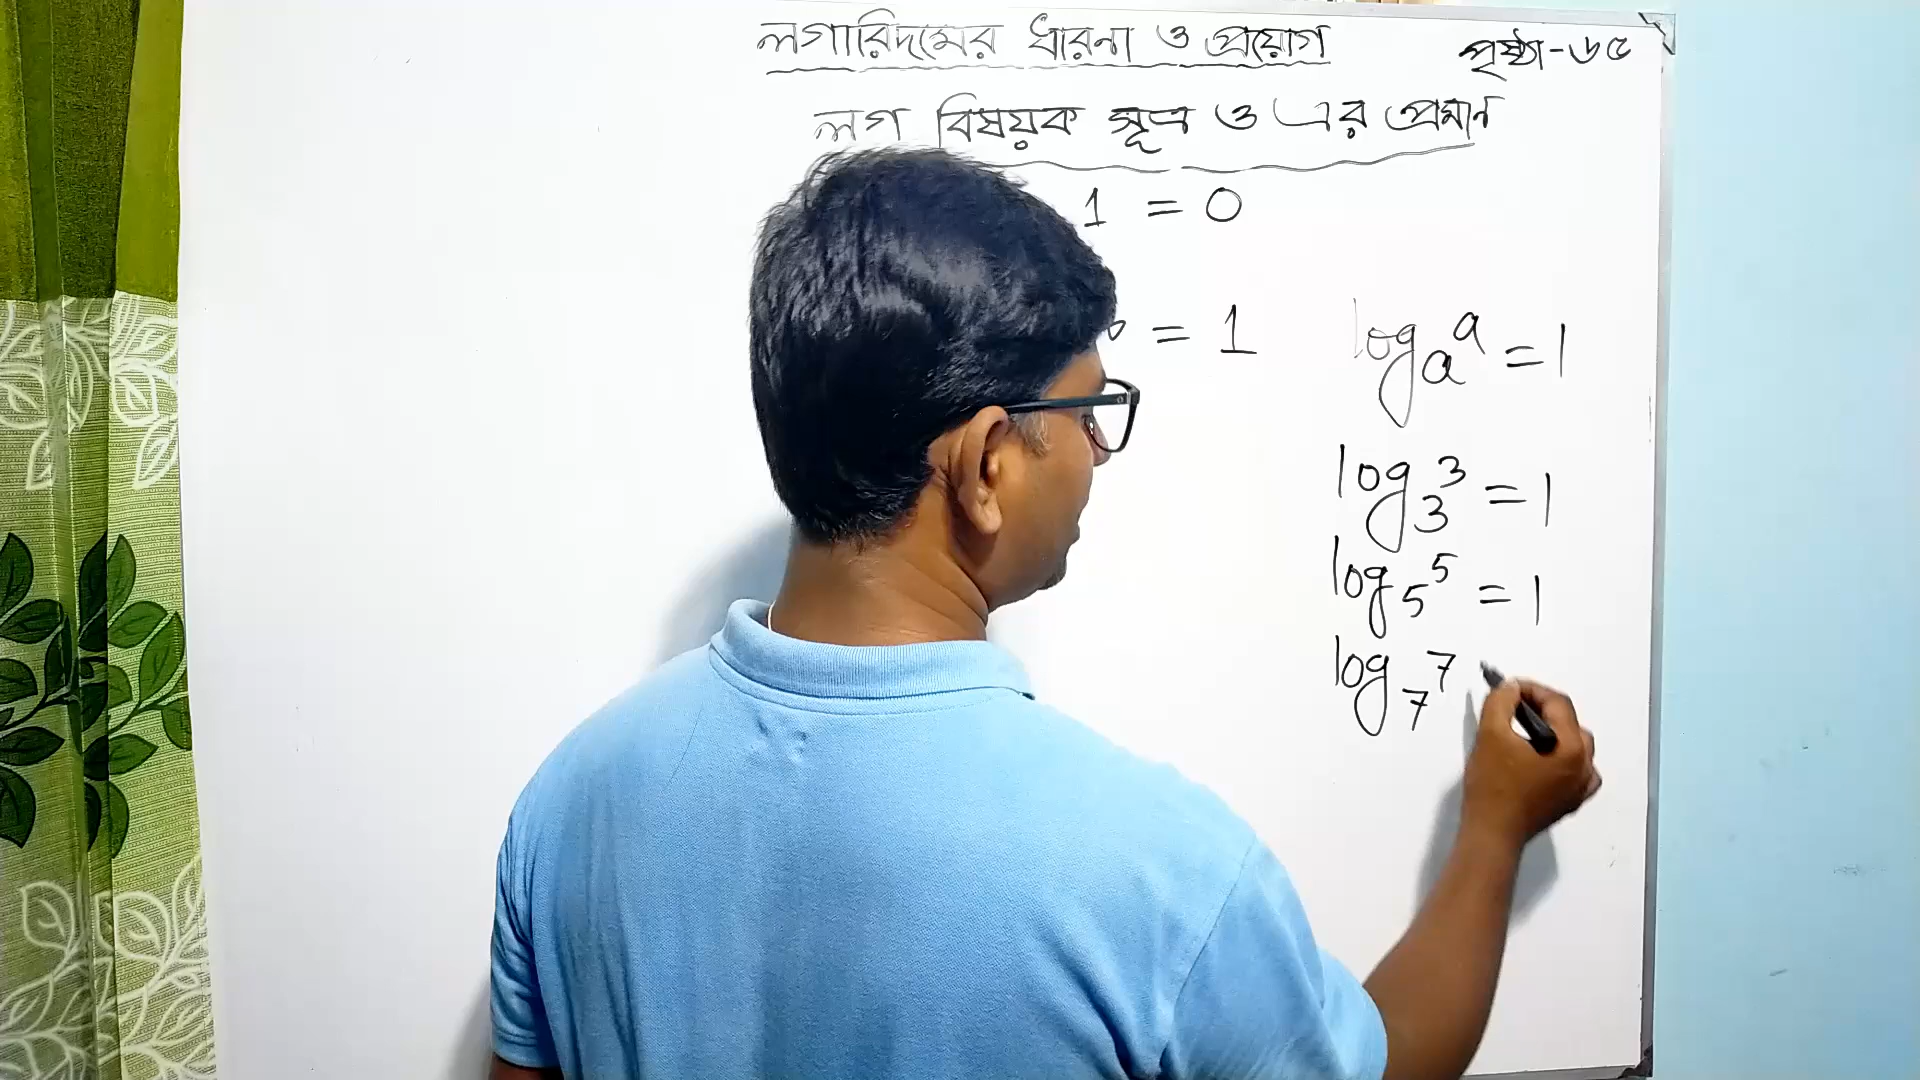 লগারিদমের ধারনা ও প্রয়োগ
পৃষ্ঠা-৬৫
লগ বিষয়ক সূত্র ও এর প্রমান
1 = 0
= 1
log_a^a = 1
log_3^3 = 1
log_5^5 = 1
log_7^7